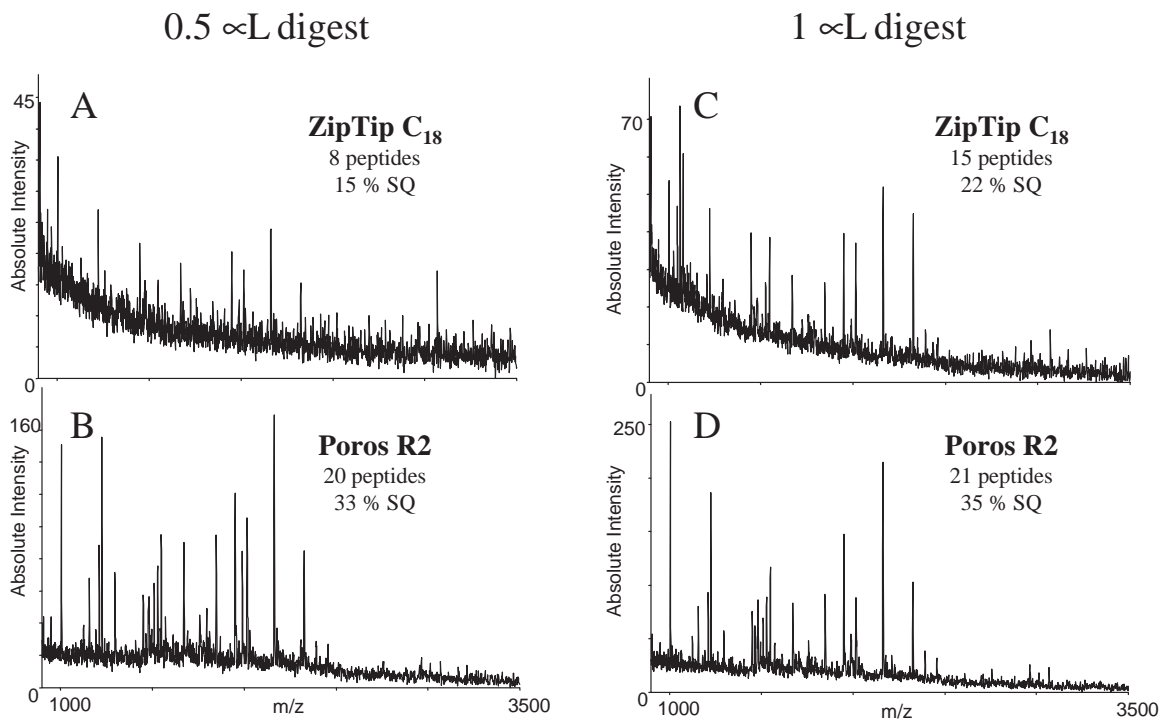 0.5 ∝L digest
1 ∝L digest
A
45
ZipTip C18
8 peptides
15 % SQ
Absolute Intensity
0
3500
C
70
ZipTip C18
15 peptides
22 % SQ
Absolute Intensity
0
3500
B
160
Poros R2
20 peptides
33 % SQ
Absolute Intensity
0
1000
m/z
3500
D
250
Poros R2
21 peptides
35 % SQ
Absolute Intensity
0
1000
m/z
3500